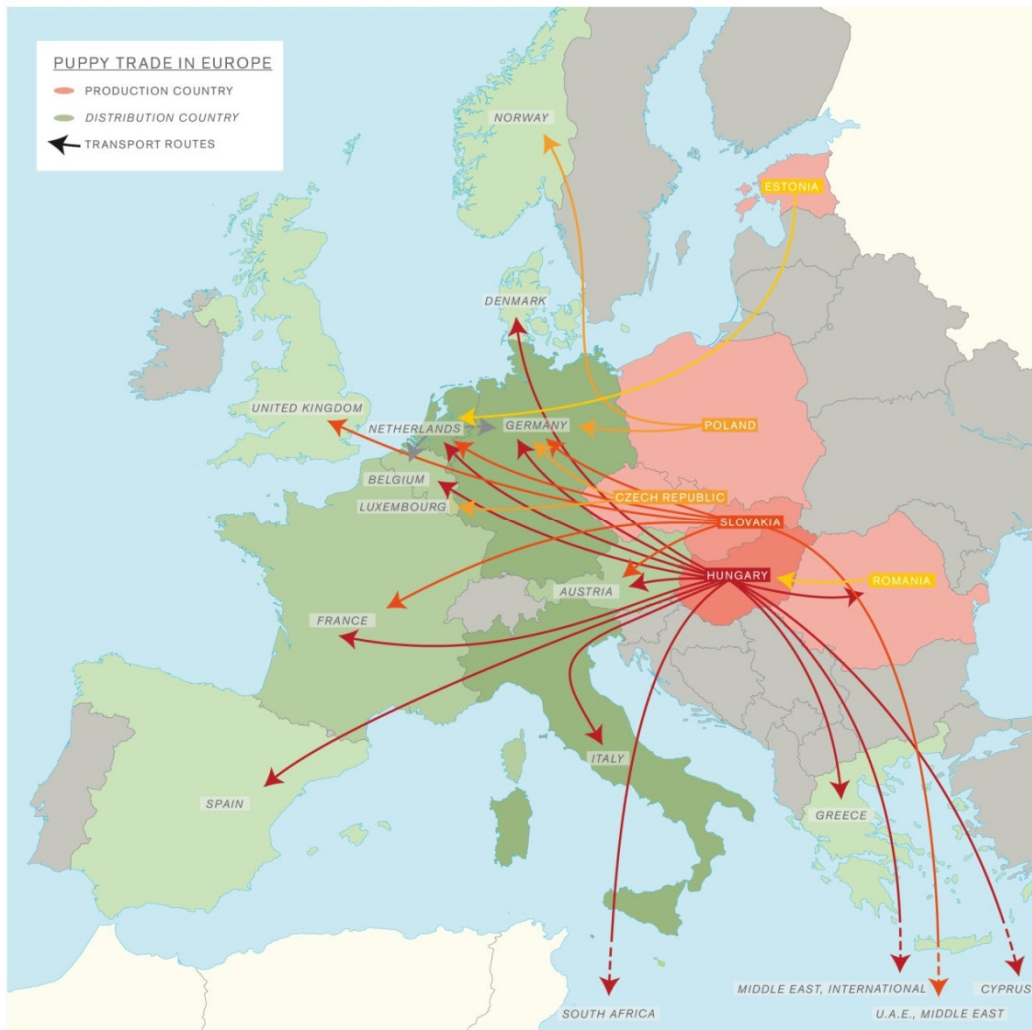 PUPPY TRADE IN EUROPE
PRODUCTION COUNTRY
DISTRIBUTION COUNTRY
TRANSPORT ROUTES
NORWAY
ESTONIA
DENMARK
UNITED KINGDOM
NETHERLANDS
GERMANY
POLAND
BELGIUM
LUXEMBOURG
CZECH REPUBLIC
SLOVAKIA
HUNGARY
ROMANIA
AUSTRIA
FRANCE
ITALY
SPAIN
GREECE
MIDDLE EAST, INTERNATIONAL
CYPRUS
SOUTH AFRICA
U.A.E., MIDDLE EAST